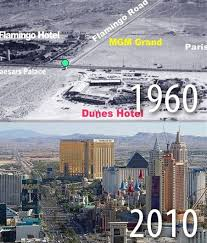 Flamingo Road
Flamingo Hotel
MGM Grand
Paris
aesars Palace
Dunes Hotel
1960
2010